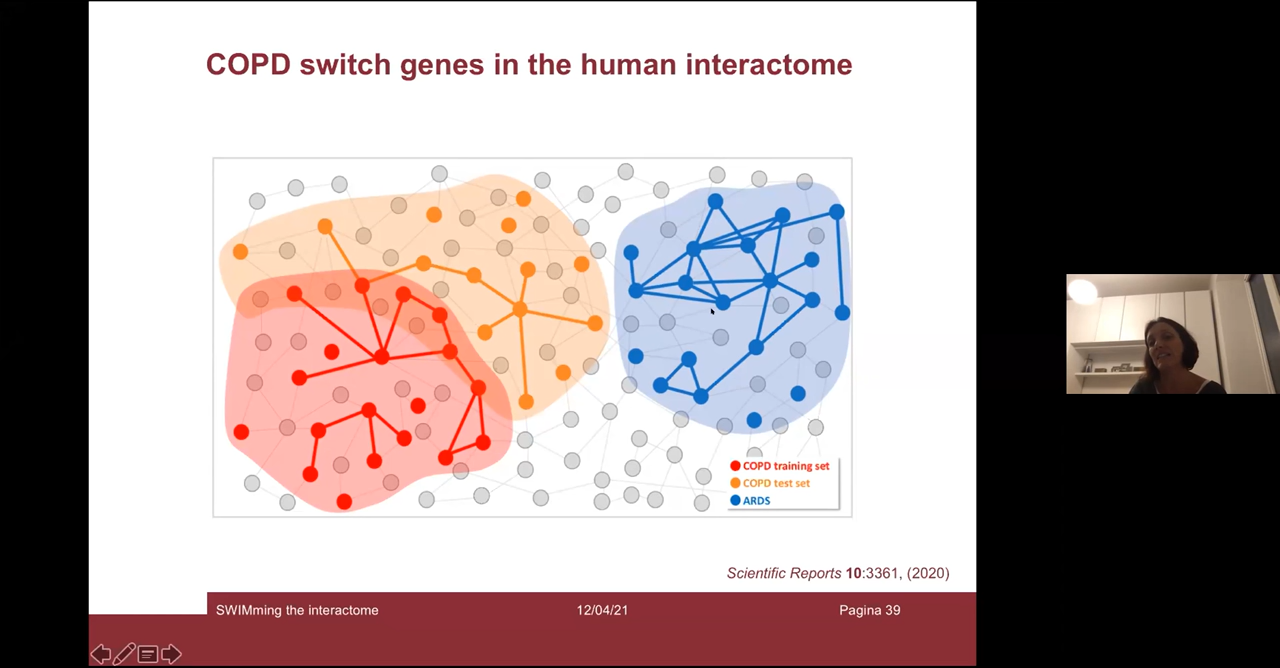 COPD switch genes in the human interactome
COPD training set
COPD test set
ARDS
Scientific Reports 10:3361, (2020)
SWIMming the interactome 12/04/21 Pagina 39